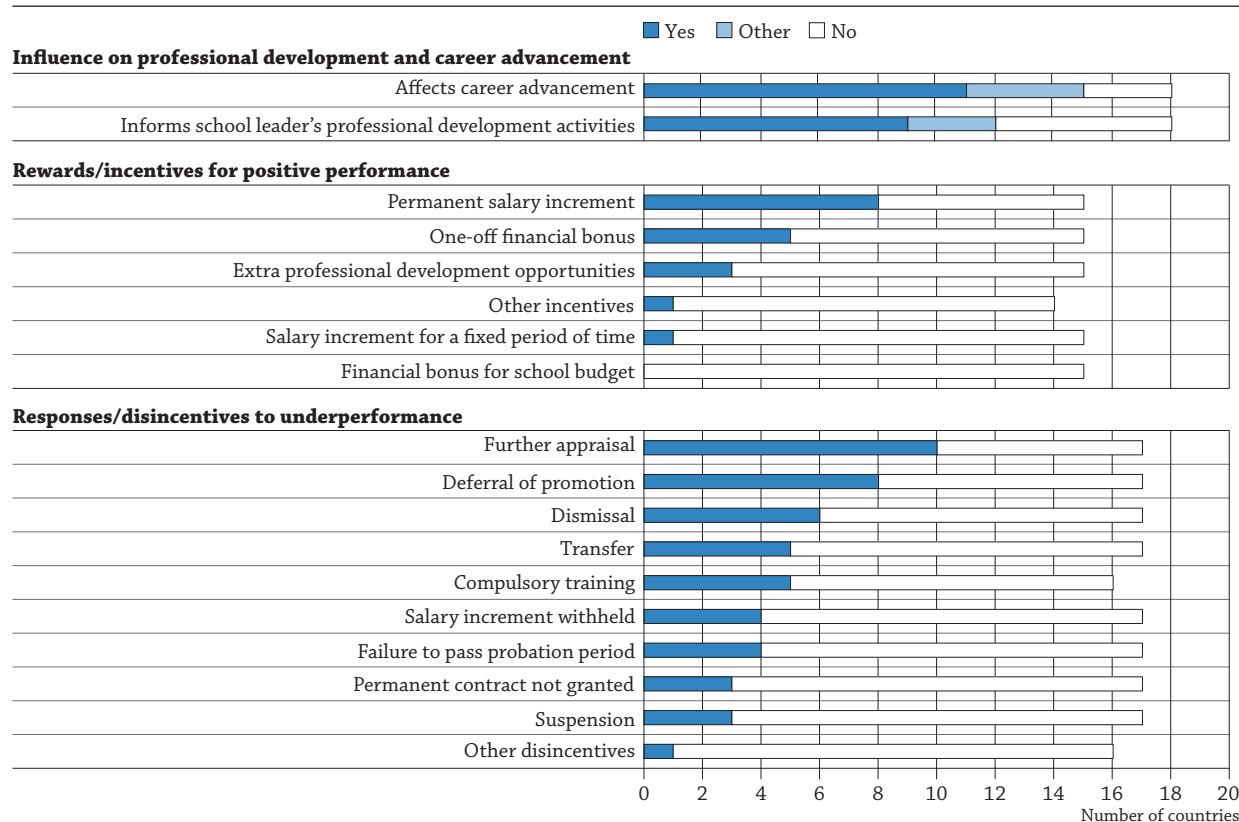 Yes Other No
Influence on professional development and career advancement
Affects career advancement
Informs school leader’s professional development activities
Rewards/incentives for positive performance
Permanent salary increment
One-off financial bonus
Extra professional development opportunities
Other incentives
Salary increment for a fixed period of time
Financial bonus for school budget
Responses/disincentives to underperformance
Further appraisal
Deferral of promotion
Dismissal
Transfer
Compulsory training
Salary increment withheld
Failure to pass probation period
Permanent contract not granted
Suspension
Other disincentives
0 2 4 6 8 10 12 14 16 18 20
Number of countries